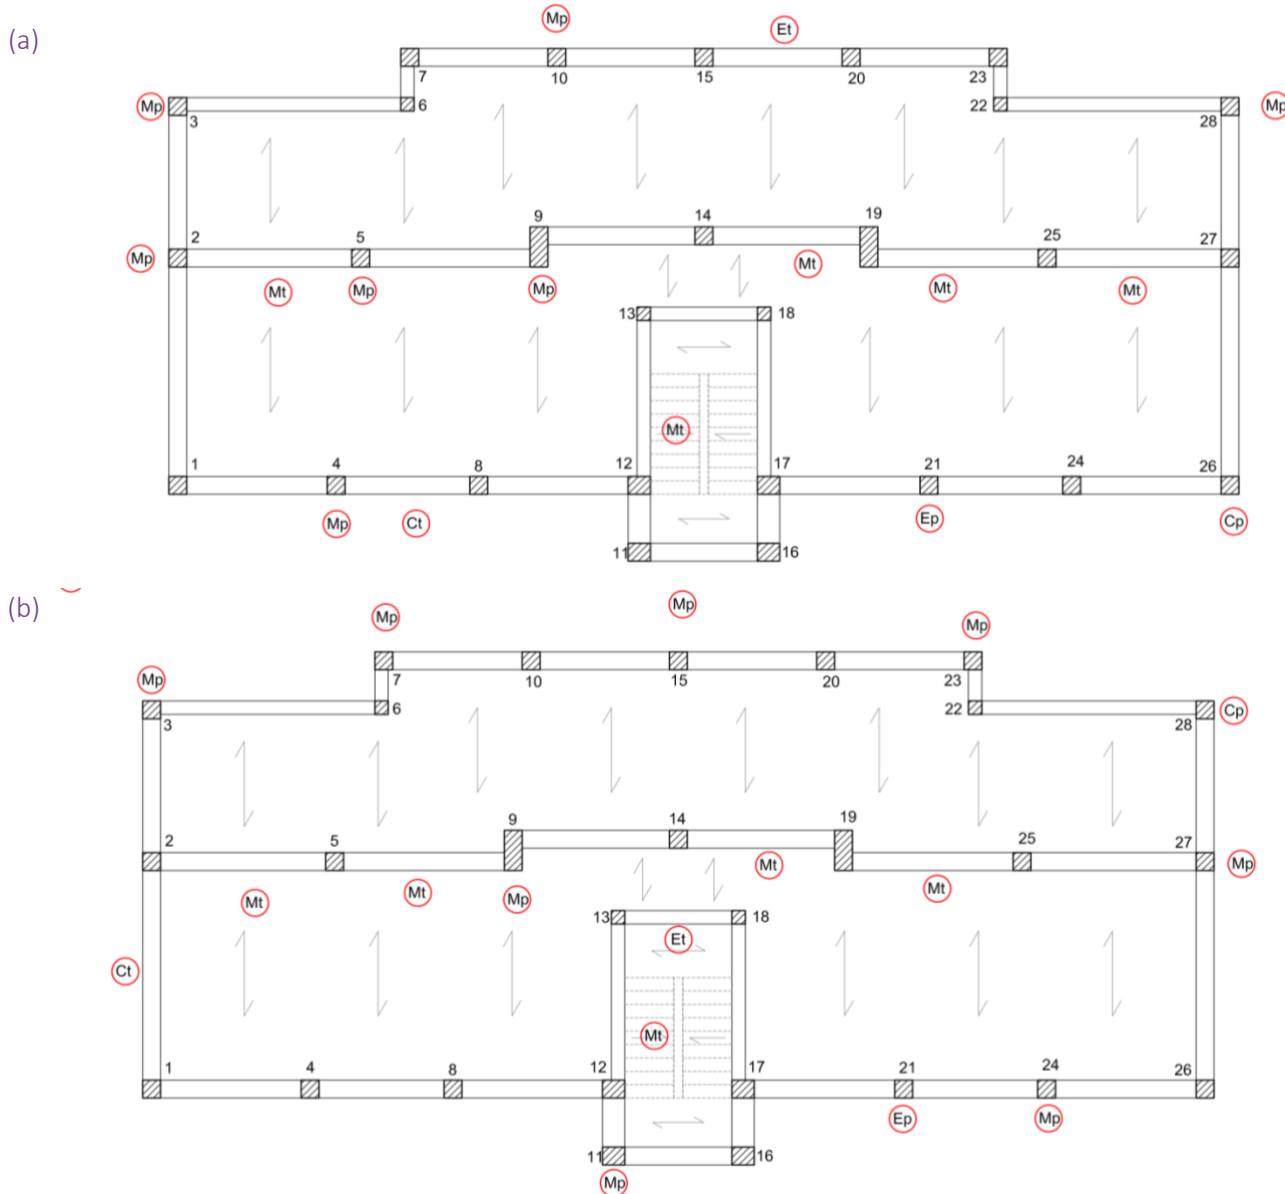 (a)
Mp Et
7 10 15 20 23
Mp 3 6 22 28 Mp
9 14 19
2 5 25 27
Mp Mt Mp Mp Mt Mt Mt
13 18
Mt
1 4 8 12 17 21 24 26
Mp Ct Ep Cp
11 16
(b)
Mp Mp Mp
Mp 7 10 15 20 23
3 6 22 28 Cp
9 14 19
2 5 25 27 Mp
Mt Mt Mp Mt Mt
13 18
Et
Ct
Mt
1 4 8 12 17 21 24 26
Ep Mp
11 16
Mp